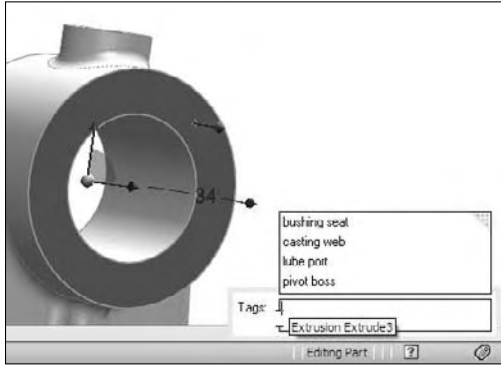 34
bushing seat
casting web
lube port
pivot boss
Tags:
Extrusion Extrude3
Editing Part
?